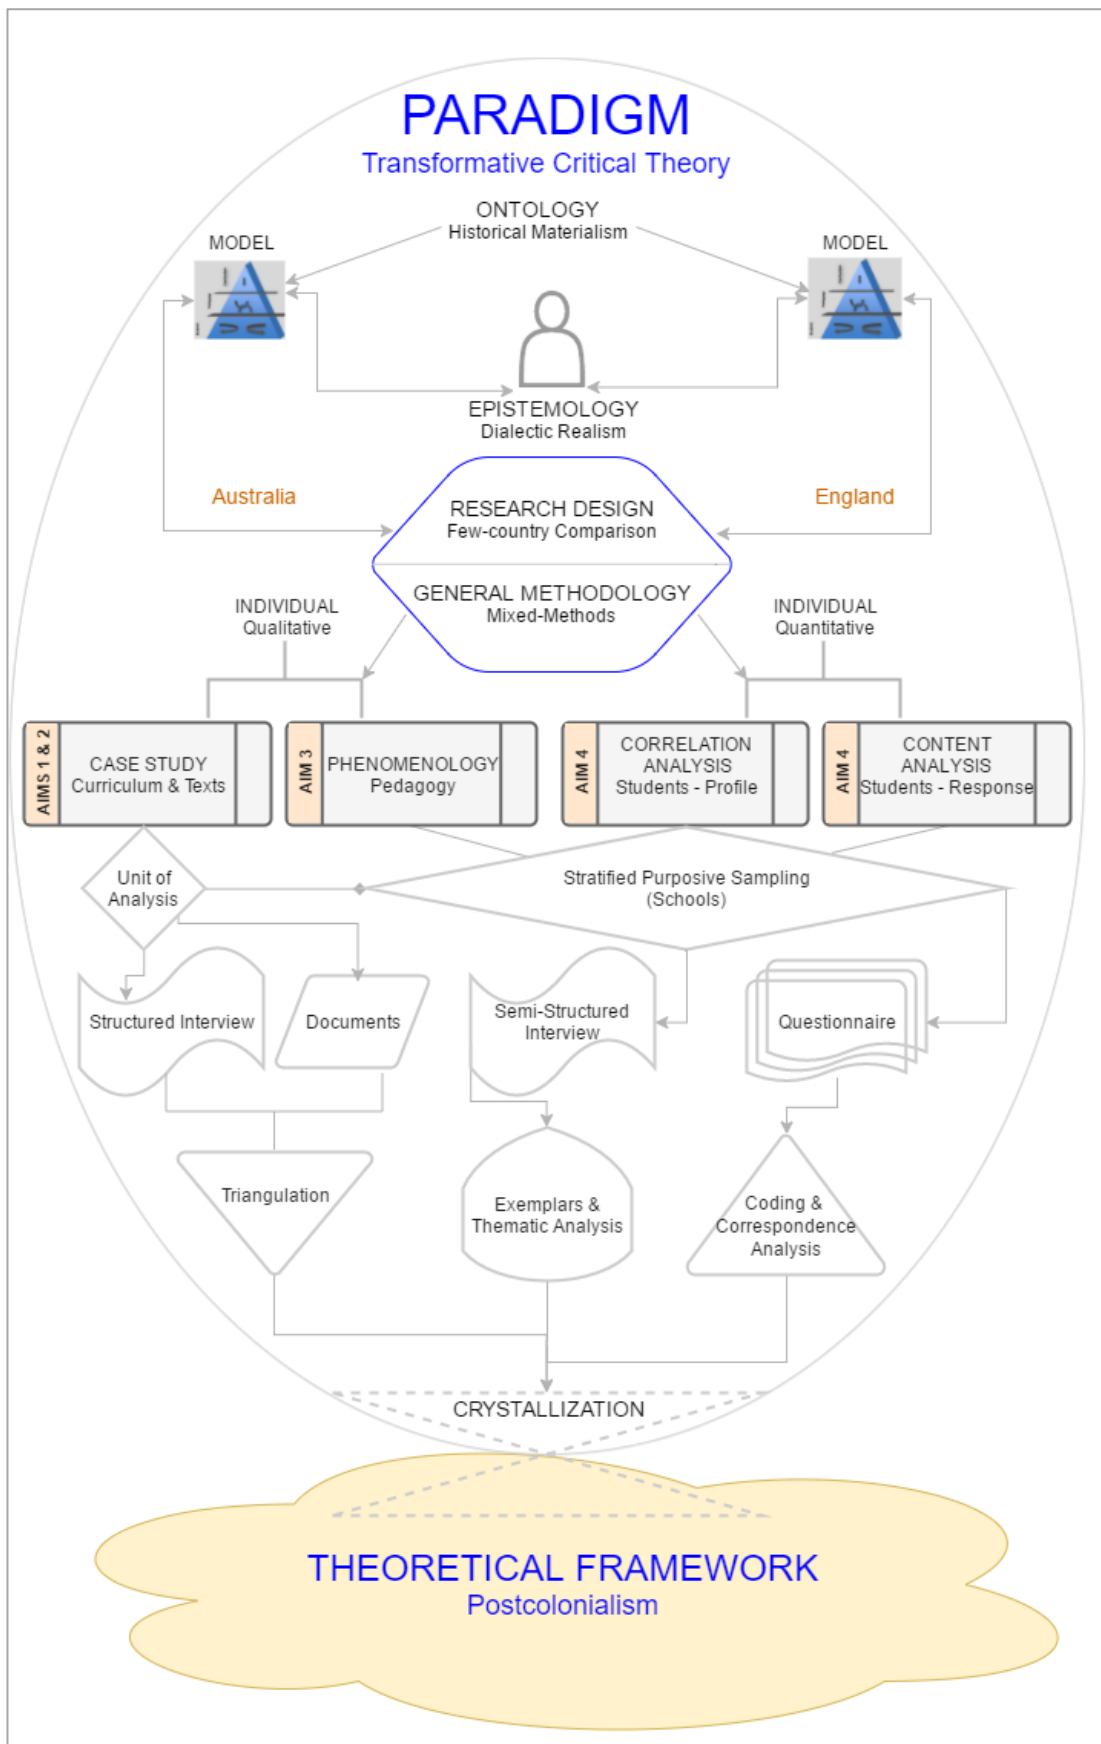 PARADIGM
Transformative Critical Theory
ONTOLOGY
Historical Materialism
MODEL
MODEL
EPISTEMOLOGY
Dialectic Realism
Australia
England
RESEARCH DESIGN
Few-country Comparison
GENERAL METHODOLOGY
Mixed-Methods
INDIVIDUAL
Qualitative
INDIVIDUAL
Quantitative
AIMS 1 & 2
CASE STUDY
Curriculum & Texts
AIM 3
PHENOMENOLOGY
Pedagogy
AIM 4
CORRELATION
ANALYSIS
Students - Profile
AIM 4
CONTENT
ANALYSIS
Students - Response
Unit of
Analysis
Stratified Purposive Sampling
(Schools)
Structured Interview
Documents
Semi-Structured
Interview
Questionnaire
Triangulation
Exemplars &
Thematic Analysis
Coding &
Correspondence
Analysis
CRYSTALLIZATION
THEORETICAL FRAMEWORK
Postcolonialism